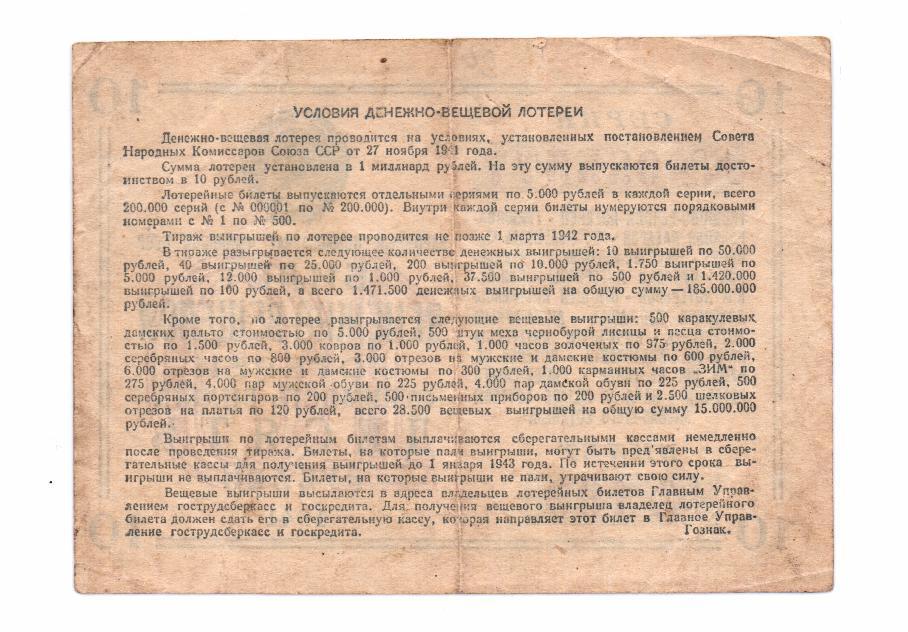 УСЛОВИЯ ДЕНЕЖНО-ВЕЩЕВОЙ ЛОТЕРЕИ
Денежно-вещевая лотерея проводится на условиях, установленных постановлением Совета
Народных Комиссаров Союза ССР от 27 ноября 1941 года.
Сумма лотереи установлена в 1 миллиард рублей. На эту сумму выпускаются билеты досто-
инством в 10 рублей.
Лотерейные билеты выпускаются отдельными сериями по 5.000 рублей в каждой серии, всего
200.000 серий (с № 000001 по № 200.000). Внутри каждой серии билеты нумеруются порядковыми
номерами с № 1 по № 500.
Тираж выигрышей по лотерее проводится не позже 1 марта 1942 года.
В тираже разыгрывается следующее количество денежных выигрышей: 10 выигрышей по 50.000
рублей, 40 выигрышей по 25.000 рублей, 200 выигрышей по 10.000 рублей, 1.750 выигрышей по
5.000 рублей, 12.000 выигрышей по 1.000 рублей, 37.500 выигрышей по 500 рублей и 1.420.000
выигрышей по 100 рублей, а всего 1.471.500 денежных выигрышей на общую сумму — 185.000.000
рублей.
Кроме того, по лотерее разыгрывается следующие вещевые выигрыши: 500 каракулевых
дамских пальто стоимостью по 5.000 рублей, 500 штук меха чернобурой лисицы и песца стоимо-
стью по 1.500 рублей, 3.000 ковров по 1.000 рублей, 1.000 часов золоченых по 975 рублей, 2.000
серебряных часов по 800 рублей, 3.000 отрезов на мужские и дамские костюмы по 600 рублей,
6.000 отрезов на мужские и дамские костюмы по 300 рублей, 1.000 карманных часов „ЗИМ“ по
275 рублей, 4.000 пар мужской обуви по 225 рублей, 4.000 пар дамской обуви по 225 рублей, 500
серебряных портсигаров по 200 рублей, 500 письменных приборов по 200 рублей и 2.500 шелковых
отрезов на платья по 120 рублей, всего 28.500 вещевых выигрышей на общую сумму 15.000.000
рублей.
Выигрыши по лотерейным билетам выплачиваются сберегательными кассами немедленно
после проведения тиража. Билеты, на которые пали выигрыши, могут быть пред'явлены в сбере-
гательные кассы для получения выигрышей до 1 января 1943 года. По истечении этого срока вы-
игрыши не выплачиваются. Билеты, на которые выигрыши не пали, утрачивают свою силу.
Вещевые выигрыши высылаются в адреса владельцев лотерейных билетов Главным Управ-
лением гострудсберкасс и госкредита. Для получения вещевого выигрыша владелец лотерейного
билета должен сдать его в сберегательную кассу, которая направляет этот билет в Главное Управ-
ление гострудсберкасс и госкредита. Гознак.